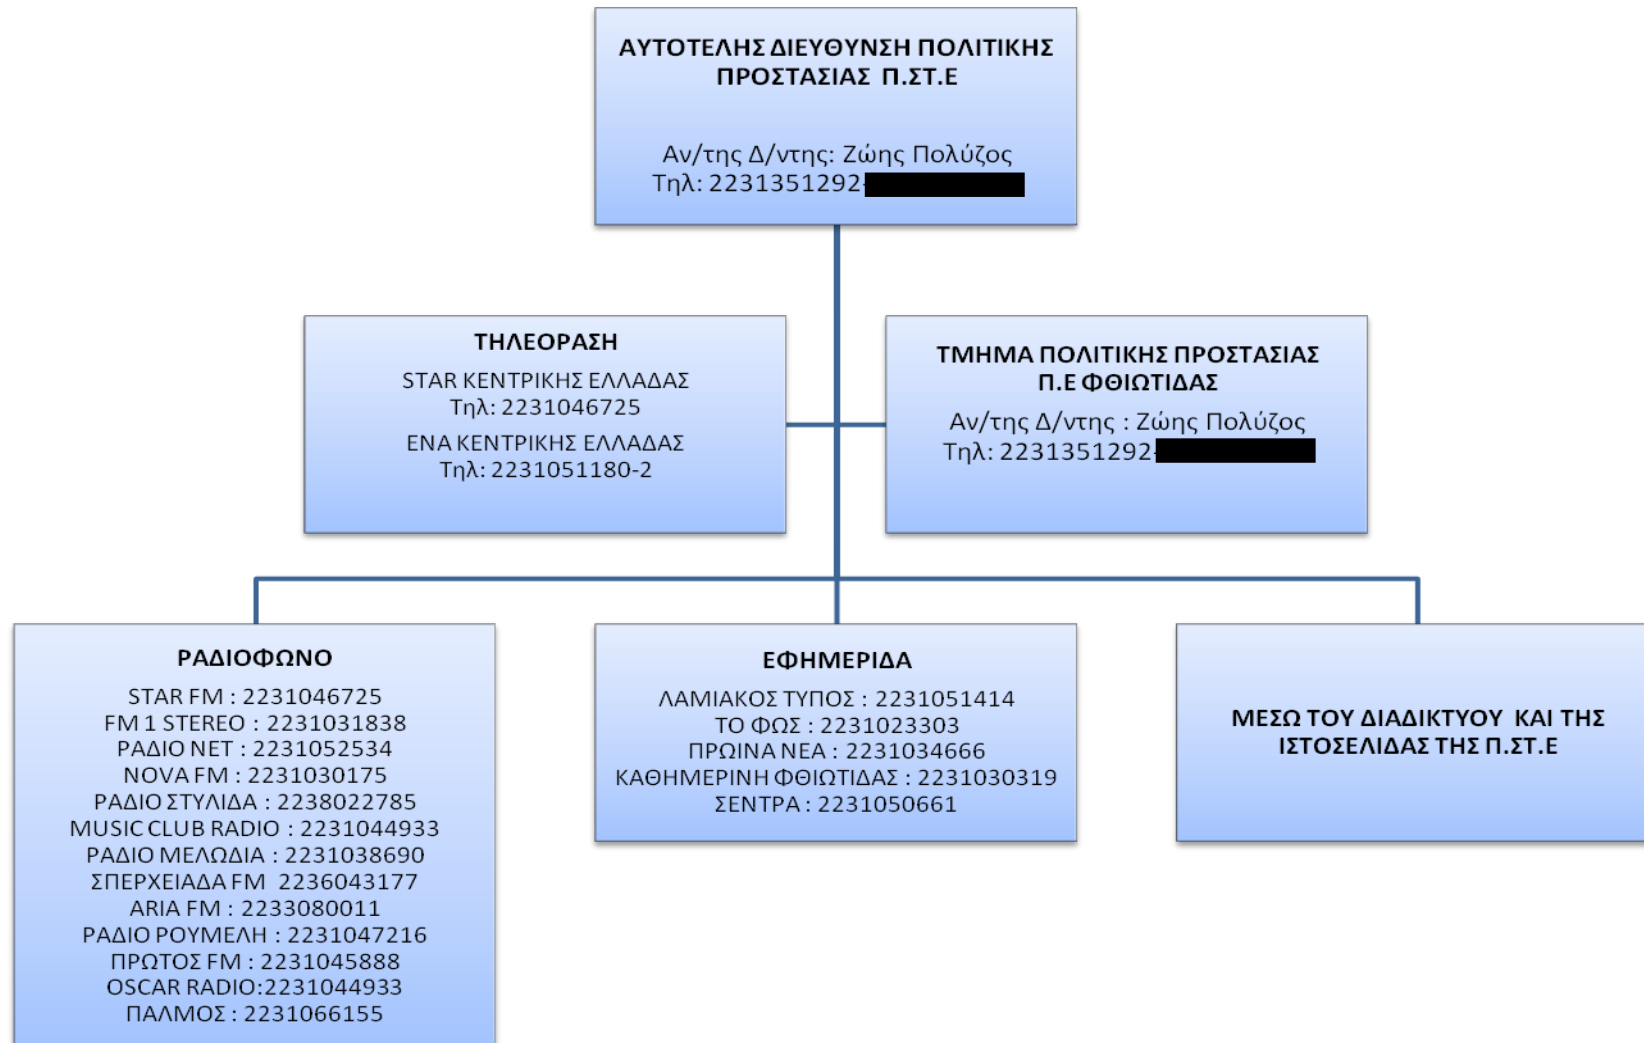 ΑΥΤΟΤΕΛΗΣ ΔΙΕΥΘΥΝΣΗ ΠΟΛΙΤΙΚΗΣ
ΠΡΟΣΤΑΣΙΑΣ Π.ΣΤ.Ε
Αν/της Δ/ντης: Ζώης Πολύζος
Τηλ: 2231351292-
ΤΗΛΕΟΡΑΣΗ
STAR ΚΕΝΤΡΙΚΗΣ ΕΛΛΑΔΑΣ
Τηλ: 2231046725
ΕΝΑ ΚΕΝΤΡΙΚΗΣ ΕΛΛΑΔΑΣ
Τηλ: 2231051180-2
ΤΜΗΜΑ ΠΟΛΙΤΙΚΗΣ ΠΡΟΣΤΑΣΙΑΣ
Π.Ε ΦΘΙΩΤΙΔΑΣ
Αν/της Δ/ντης : Ζώης Πολύζος
Τηλ: 2231351292-
ΡΑΔΙΟΦΩΝΟ
STAR FM : 2231046725
FM 1 STEREO : 2231031838
ΡΑΔΙΟ ΝΕΤ : 2231052534
NOVA FM : 2231030175
ΡΑΔΙΟ ΣΤΥΛΙΔΑ : 2238022785
MUSIC CLUB RADIO : 2231044933
ΡΑΔΙΟ ΜΕΛΩΔΙΑ : 2231038690
ΣΠΕΡΧΕΙΑΔΑ FM 2236043177
ARIA FM : 2233080011
ΡΑΔΙΟ ΡΟΥΜΕΛΗ : 2231047216
ΠΡΩΤΟΣ FM : 2231045888
OSCAR RADIO:2231044933
ΠΑΛΜΟΣ : 2231066155
ΕΦΗΜΕΡΙΔΑ
ΛΑΜΙΑΚΟΣ ΤΥΠΟΣ : 2231051414
ΤΟ ΦΩΣ : 2231023303
ΠΡΩΙΝΑ ΝΕΑ : 2231034666
ΚΑΘΗΜΕΡΙΝΗ ΦΘΙΩΤΙΔΑΣ : 2231030319
ΣΕΝΤΡΑ : 2231050661
ΜΕΣΩ ΤΟΥ ΔΙΑΔΙΚΤΥΟΥ ΚΑΙ ΤΗΣ
ΙΣΤΟΣΕΛΙΔΑΣ ΤΗΣ Π.ΣΤ.Ε